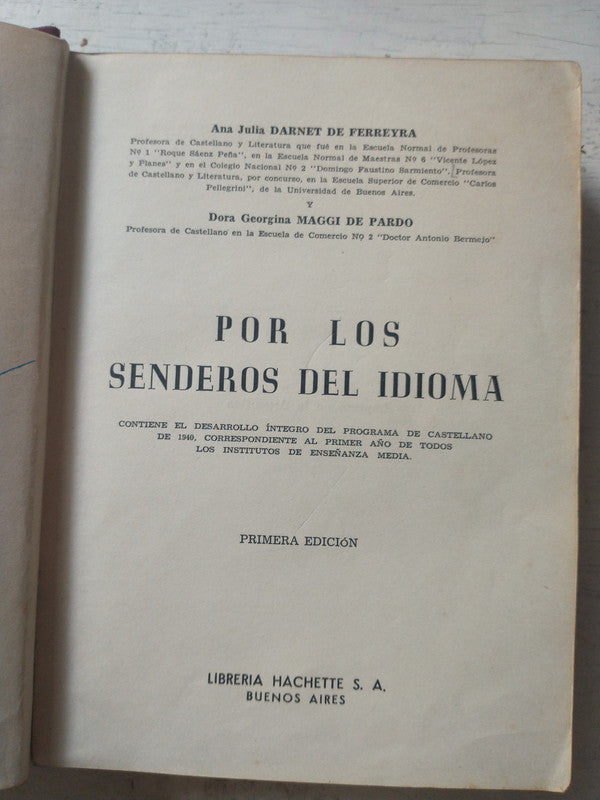 Ana Julia DARNET DE FERREYRA
Profesora de Castellano y Literatura que fué en la Escuela Normal de Profesoras
Nº 1 "Roque Sáenz Peña", en la Escuela Normal de Maestras Nº 6 "Vicente López
y Planes" y en el Colegio Nacional Nº 2 "Domingo Faustino Sarmiento". Profesora
de Castellano y Literatura, por concurso, en la Escuela Superior de Comercio "Carlos
Pellegrini", de la Universidad de Buenos Aires.
Y
Dora Georgina MAGGI DE PARDO
Profesora de Castellano en la Escuela de Comercio Nº 2 "Doctor Antonio Bermejo"
POR LOS
SENDEROS DEL IDIOMA
CONTIENE EL DESARROLLO ÍNTEGRO DEL PROGRAMA DE CASTELLANO
DE 1940, CORRESPONDIENTE AL PRIMER AÑO DE TODOS
LOS INSTITUTOS DE ENSEÑANZA MEDIA.
PRIMERA EDICIÓN
LIBRERIA HACHETTE S. A.
BUENOS AIRES